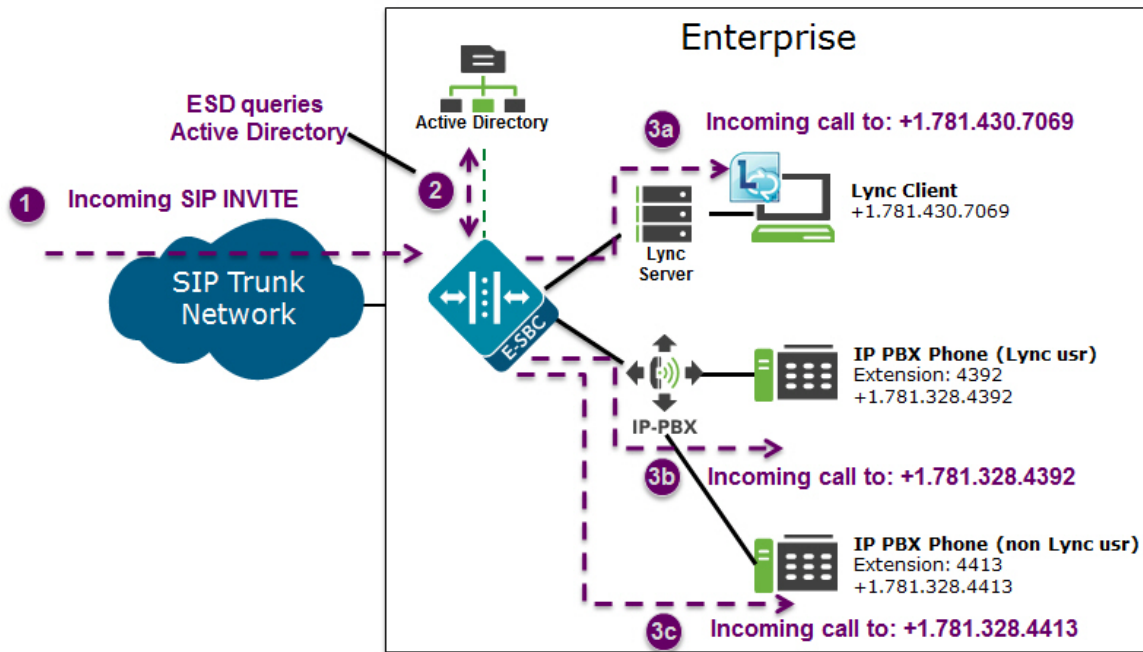 Enterprise
ESD queries
Active Directory
Active Directory
1
Incoming SIP INVITE
2
3a
Incoming call to: +1.781.430.7069
L
Lync Client
+1.781.430.7069
Lync
Server
SIP Trunk
Network
E-SBC
IP-PBX
IP PBX Phone (Lync usr)
Extension: 4392
+1.781.328.4392
3b
Incoming call to: +1.781.328.4392
IP PBX Phone (non Lync usr)
Extension: 4413
+1.781.328.4413
3c
Incoming call to: +1.781.328.4413